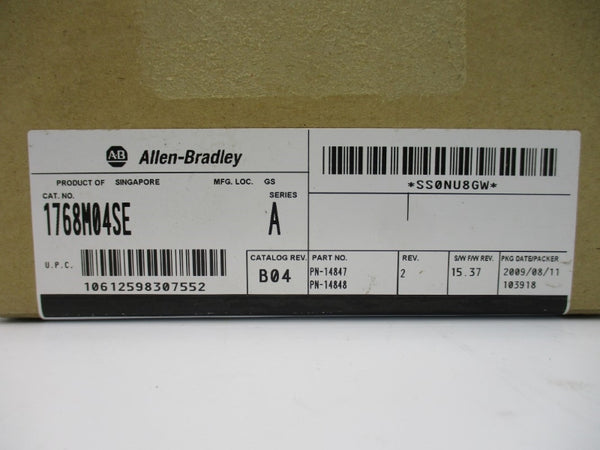 AB Allen-Bradley
PRODUCT OF SINGAPORE MFG. LOC. GS
CAT. NO. SERIES
1768M04SE A
U.P.C.
10612598307552
*SS0NU8GW*
CATALOG REV. PART NO. REV. S/W F/W REV. PKG DATE/PACKER
B04 PN-14847 2 15.37 2009/08/11
PN-14848 103918